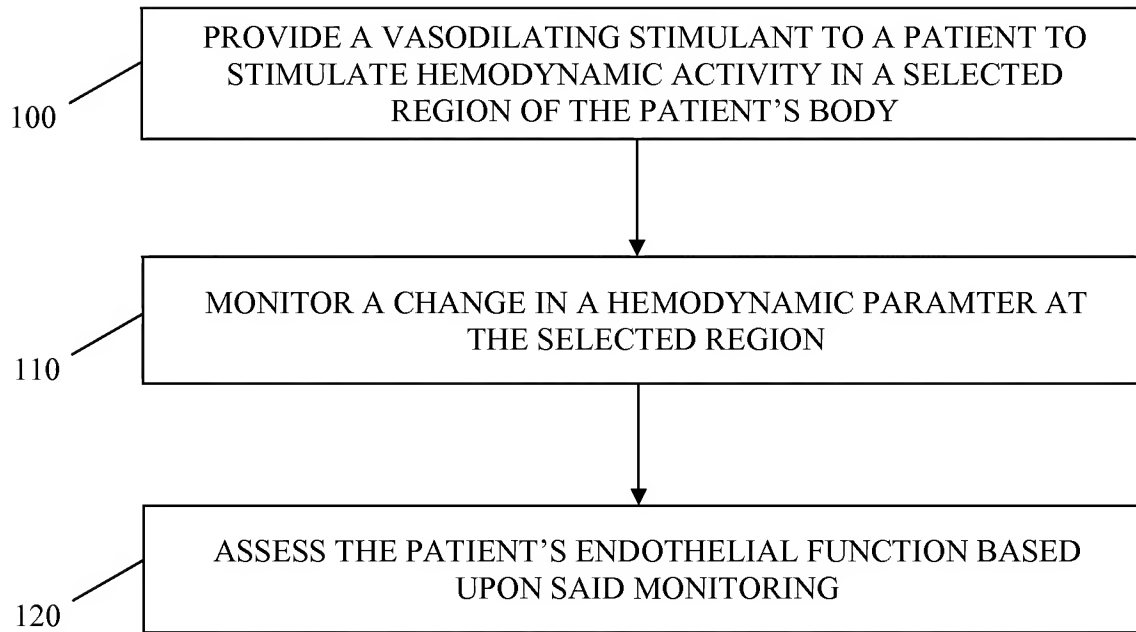 PROVIDE A VASODILATING STIMULANT TO A PATIENT TO
STIMULATE HEMODYNAMIC ACTIVITY IN A SELECTED
REGION OF THE PATIENT'S BODY
100
MONITOR A CHANGE IN A HEMODYNAMIC PARAMTER AT
THE SELECTED REGION
110
ASSESS THE PATIENT'S ENDOTHELIAL FUNCTION BASED
UPON SAID MONITORING
120